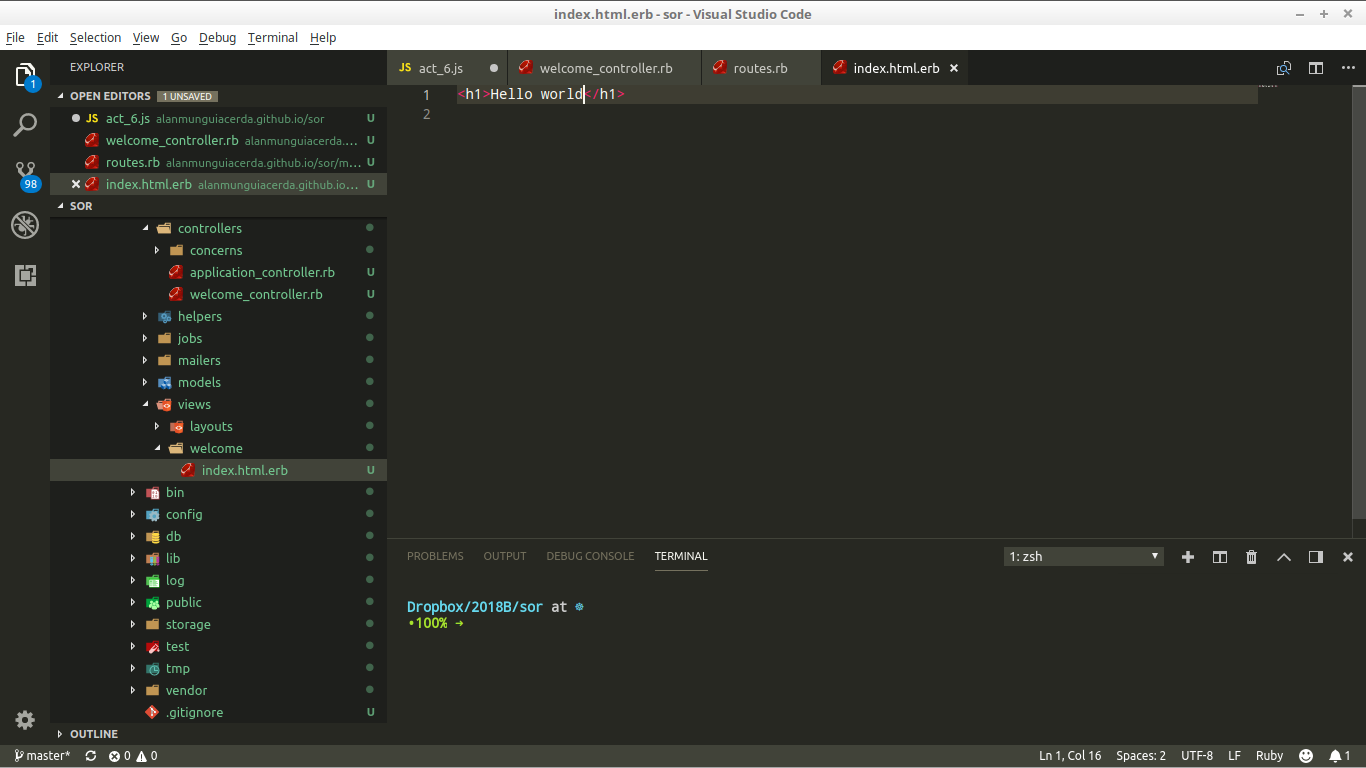 index.html.erb - sor - Visual Studio Code
File Edit Selection View Go Debug Terminal Help
EXPLORER
1
98
OPEN EDITORS 1 UNSAVED
JS act_6.js alanmunguiacerda.github.io/sor U
welcome_controller.rb alanmunguiacerda.... U
routes.rb alanmunguiacerda.github.io/sor/m... U
index.html.erb alanmunguiacerda.github.io... U
SOR
controllers
concerns
application_controller.rb U
welcome_controller.rb U
helpers
jobs
mailers
models
views
layouts
welcome
index.html.erb U
bin
config
db
lib
log
public
storage
test
tmp
vendor
.gitignore U
OUTLINE
JS act_6.js welcome_controller.rb routes.rb index.html.erb
1 <h1>Hello world</h1>
2
PROBLEMS OUTPUT DEBUG CONSOLE TERMINAL 1: zsh
Dropbox/2018B/sor at ☸
•100% →
master* 0 0 Ln 1, Col 16 Spaces: 2 UTF-8 LF Ruby 1